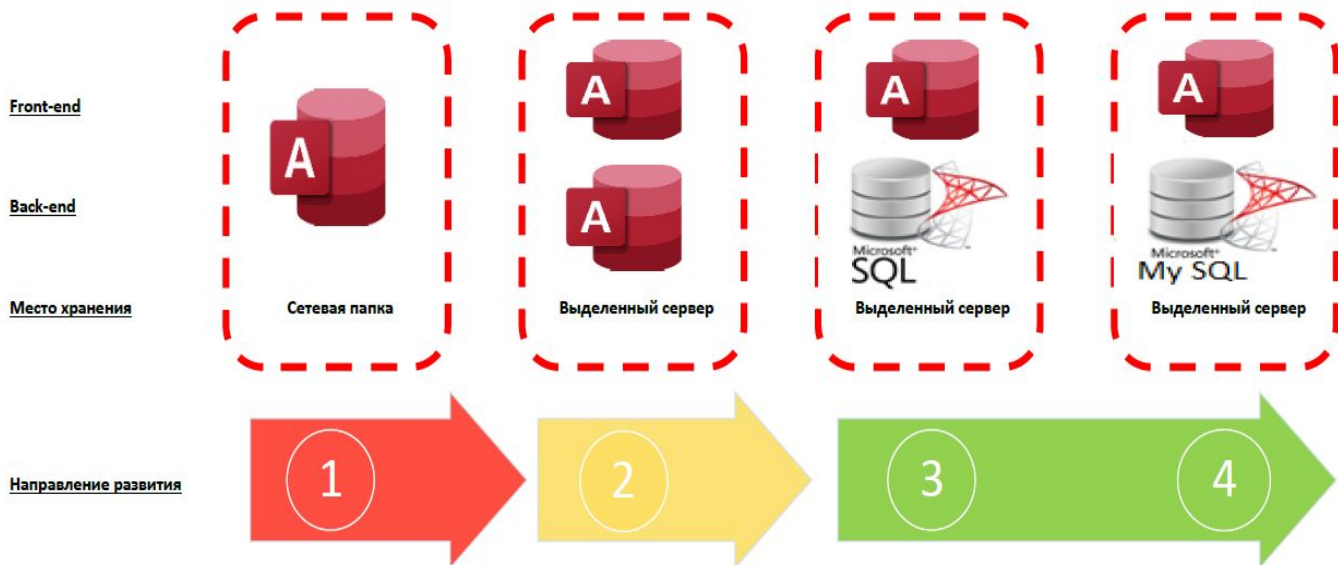 Front-end
A
A
A
A
Back-end
A
Microsoft®
SQL
Microsoft®
My SQL
Место хранения
Сетевая папка
Выделенный сервер
Выделенный сервер
Выделенный сервер
Направление развития
1
2
3
4